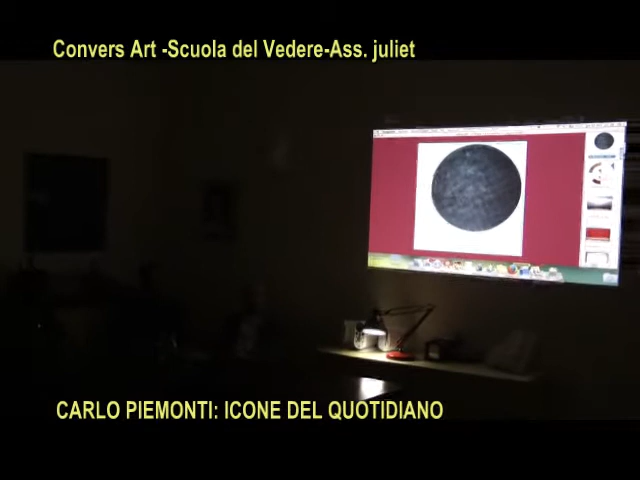 Convers Art -Scuola del Vedere-Ass. juliet
CARLO PIEMONTI: ICONE DEL QUOTIDIANO